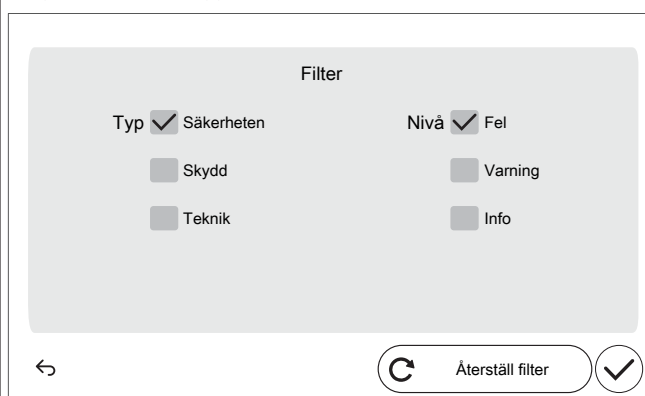 Filter
Typ Säkerheten Nivå Fel
Skydd Varning
Teknik Info
Återställ filter